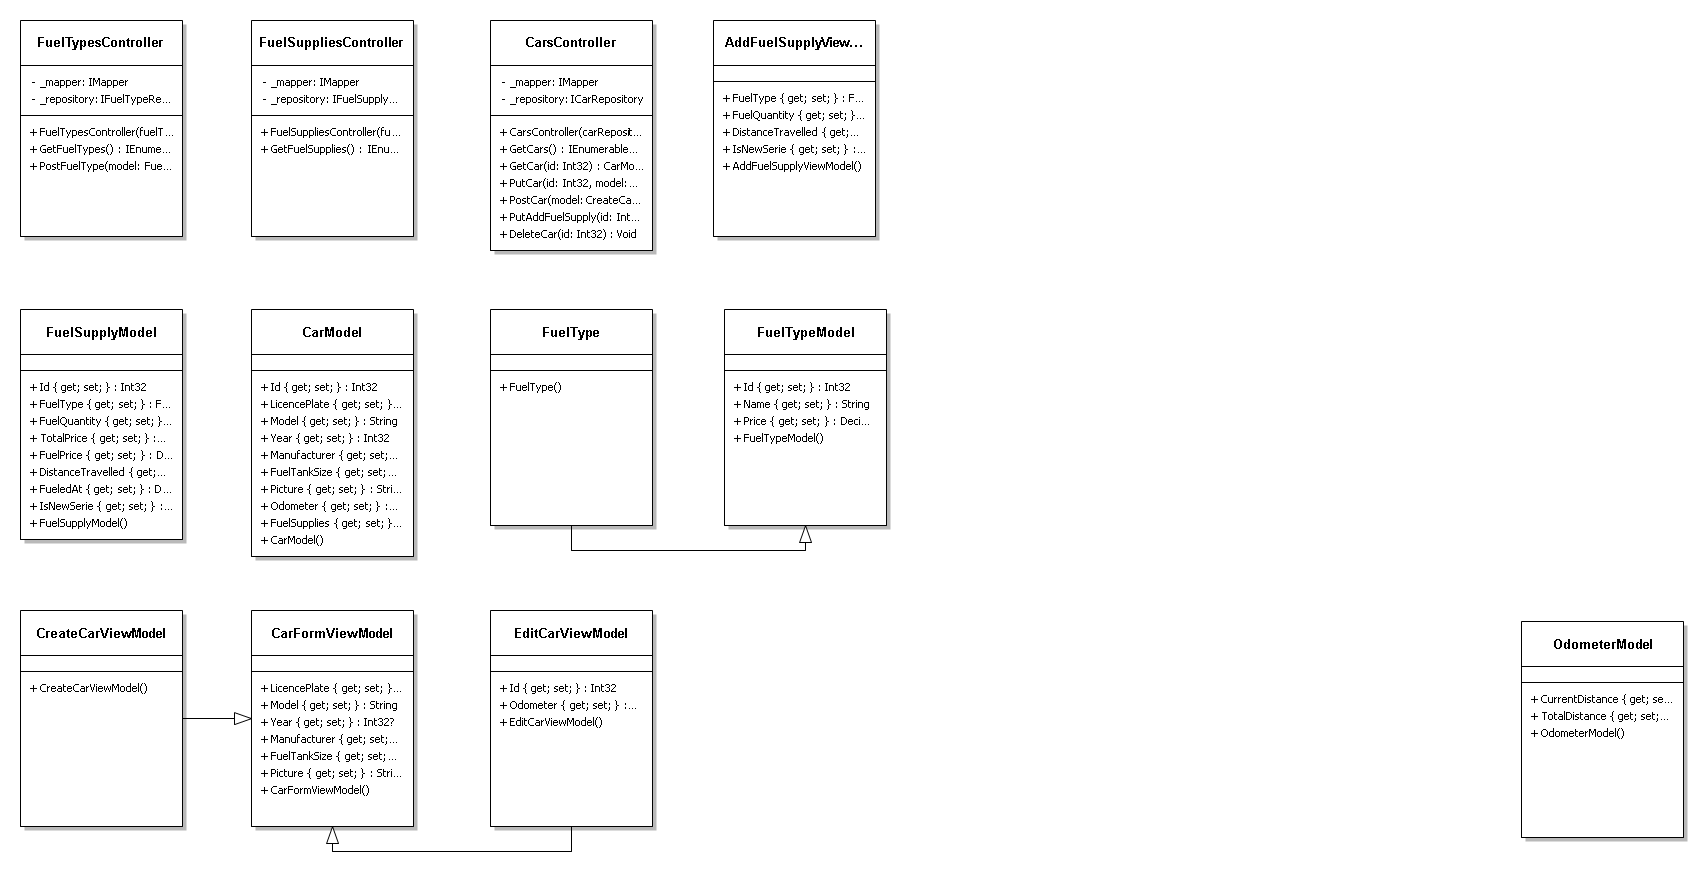 FuelTypesController
- _mapper: IMapper
- _repository: IFuelTypeRe...
+ FuelTypesController(fuelT...
+ GetFuelTypes() : IEnume...
+ PostFuelType(model: Fue...
FuelSuppliesController
- _mapper: IMapper
- _repository: IFuelSupply...
+ FuelSuppliesController(fu...
+ GetFuelSupplies() : IEnu...
CarsController
- _mapper: IMapper
- _repository: ICarRepository
+ CarsController(carReposit...
+ GetCars() : IEnumerable...
+ GetCar(id: Int32) : CarMo...
+ PutCar(id: Int32, model: ...
+ PostCar(model: CreateCa...
+ PutAddFuelSupply(id: Int...
+ DeleteCar(id: Int32) : Void
AddFuelSupplyView...
+ FuelType { get; set; } : F...
+ FuelQuantity { get; set; }...
+ DistanceTravelled { get;...
+ IsNewSerie { get; set; } :...
+ AddFuelSupplyViewModel()
FuelSupplyModel
+ Id { get; set; } : Int32
+ FuelType { get; set; } : F...
+ FuelQuantity { get; set; }...
+ TotalPrice { get; set; } :...
+ FuelPrice { get; set; } : D...
+ DistanceTravelled { get;...
+ FueledAt { get; set; } : D...
+ IsNewSerie { get; set; } :...
+ FuelSupplyModel()
CarModel
+ Id { get; set; } : Int32
+ LicencePlate { get; set; }...
+ Model { get; set; } : String
+ Year { get; set; } : Int32
+ Manufacturer { get; set;...
+ FuelTankSize { get; set;...
+ Picture { get; set; } : Stri...
+ Odometer { get; set; } :...
+ FuelSupplies { get; set; }...
+ CarModel()
FuelType
+ FuelType()
FuelTypeModel
+ Id { get; set; } : Int32
+ Name { get; set; } : String
+ Price { get; set; } : Deci...
+ FuelTypeModel()
CreateCarViewModel
+ CreateCarViewModel()
CarFormViewModel
+ LicencePlate { get; set; }...
+ Model { get; set; } : String
+ Year { get; set; } : Int32?
+ Manufacturer { get; set;...
+ FuelTankSize { get; set;...
+ Picture { get; set; } : Stri...
+ CarFormViewModel()
EditCarViewModel
+ Id { get; set; } : Int32
+ Odometer { get; set; } :...
+ EditCarViewModel()
OdometerModel
+ CurrentDistance { get; se...
+ TotalDistance { get; set;...
+ OdometerModel()